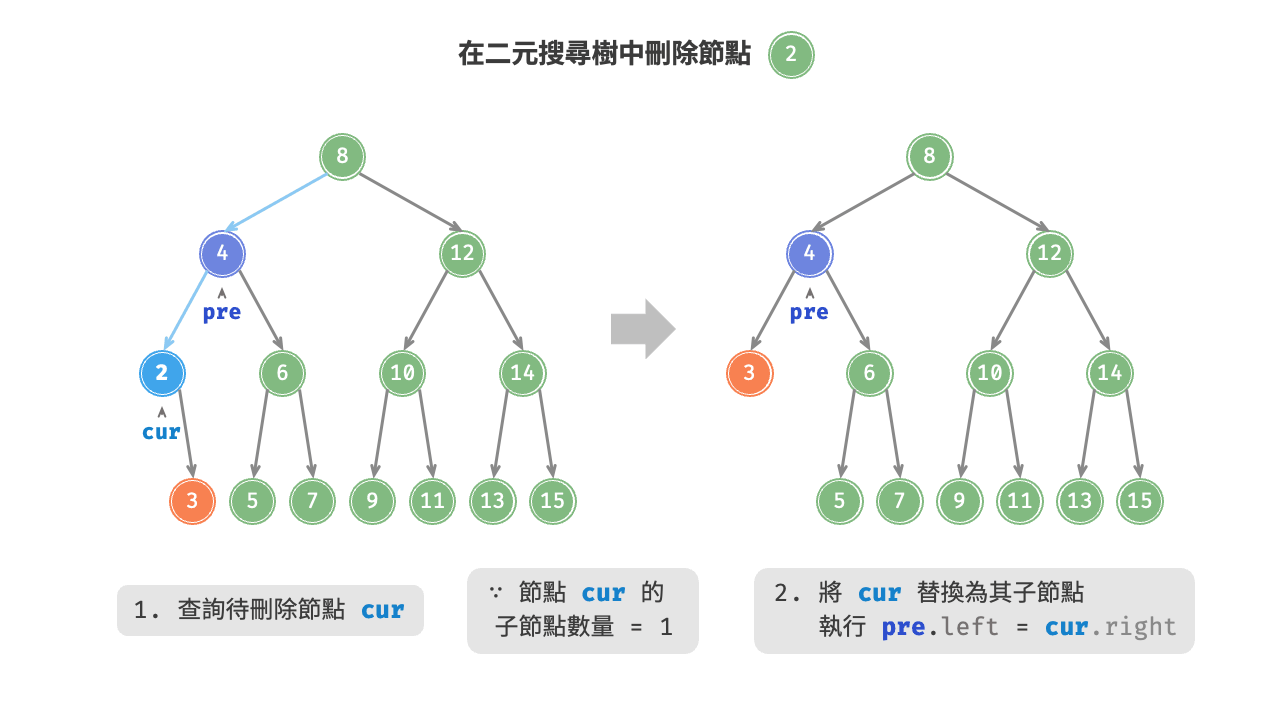 在二元搜尋樹中刪除節點 2
8 8
4 12 4 12
pre pre
2 6 10 14 3 6 10 14
cur
3 5 7 9 11 13 15 5 7 9 11 13 15
1. 查詢待刪除節點 cur
∵ 節點 cur 的
子節點數量 = 1
2. 將 cur 替換為其子節點
執行 pre.left = cur.right